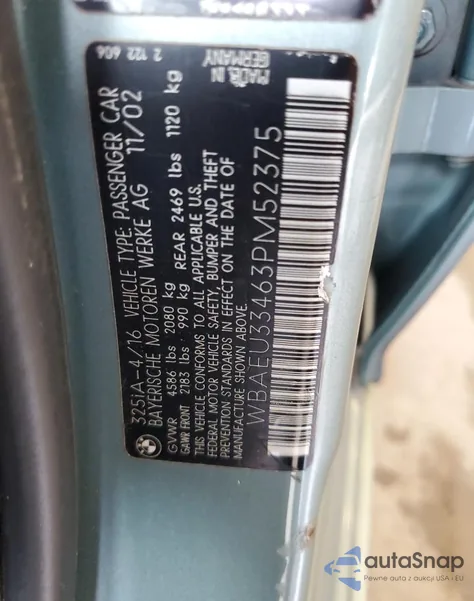 325iA-4/16 VEHICLE TYPE: PASSENGER CAR
BAYERISCHE MOTOREN WERKE AG 11/02
GVWR 4586 lbs 2080 kg
GAWR FRONT 2183 lbs 990 kg REAR 2469 lbs 1120 kg
THIS VEHICLE CONFORMS TO ALL APPLICABLE U.S.
FEDERAL MOTOR VEHICLE SAFETY, BUMPER AND THEFT
PREVENTION STANDARDS IN EFFECT ON THE DATE OF
MANUFACTURE SHOWN ABOVE.
WBAEU33463PM52375
2 122 606
MADE IN
GERMANY
BMW
autoSnap
Pewne auta z USA i EU